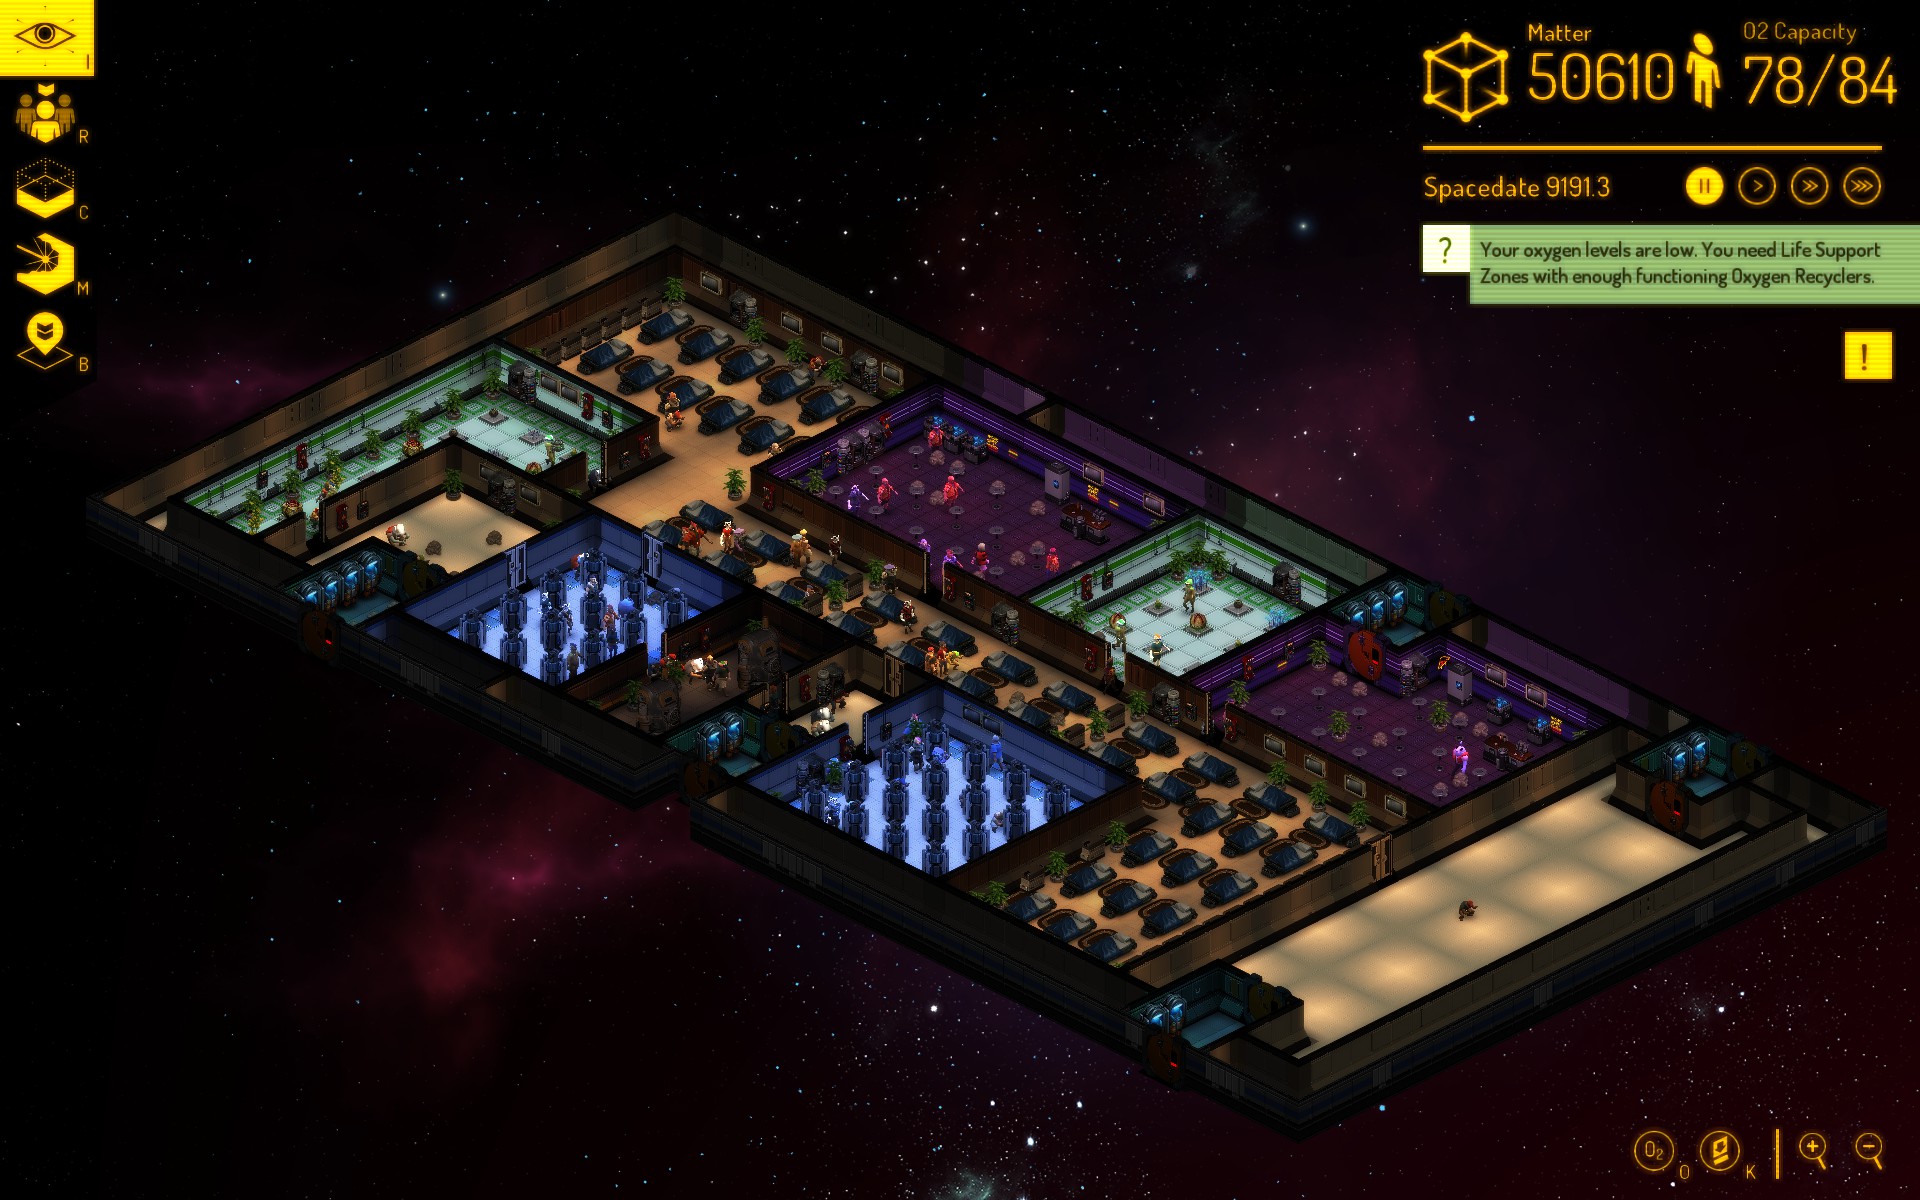 I
R
C
M
B
Matter
50610
O2 Capacity
78/84
Spacedate 9191.3
? Your oxygen levels are low. You need Life Support
Zones with enough functioning Oxygen Recyclers.
!
O2 O K